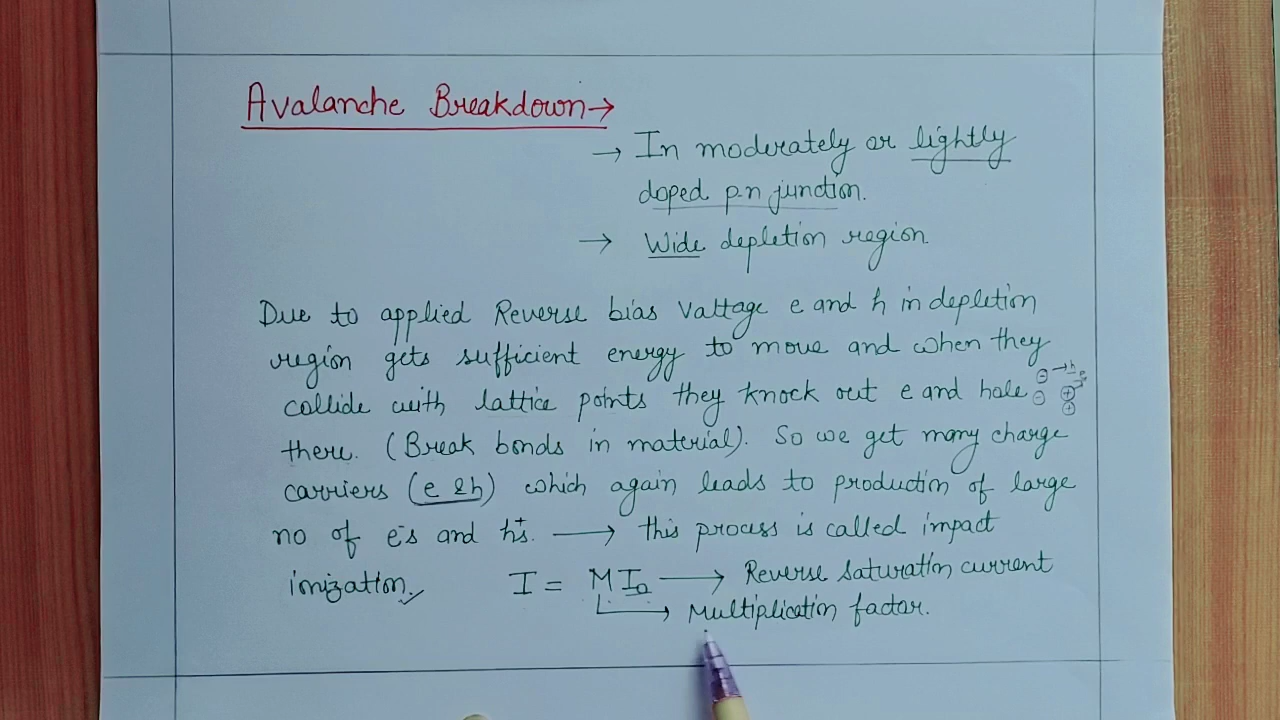 Avalanche Breakdown→
→ In moderately or lightly
doped p.n junction.
→ Wide depletion region.
Due to applied Reverse bias Vattage e and h in depletion
region gets sufficient energy to move and when they
collide with lattice points they knock out e and hole
⊖ → h
e
⊖ ⊕
⊕
there. (Break bonds in material). So we get many charge
carriers (e & h) which again leads to production of large
no of e⁻s and h⁺s. ⟶ this process is called impact
ionization. ✓ I = MI₀ ⟶ Reverse saturation current
→ Multiplication factor.